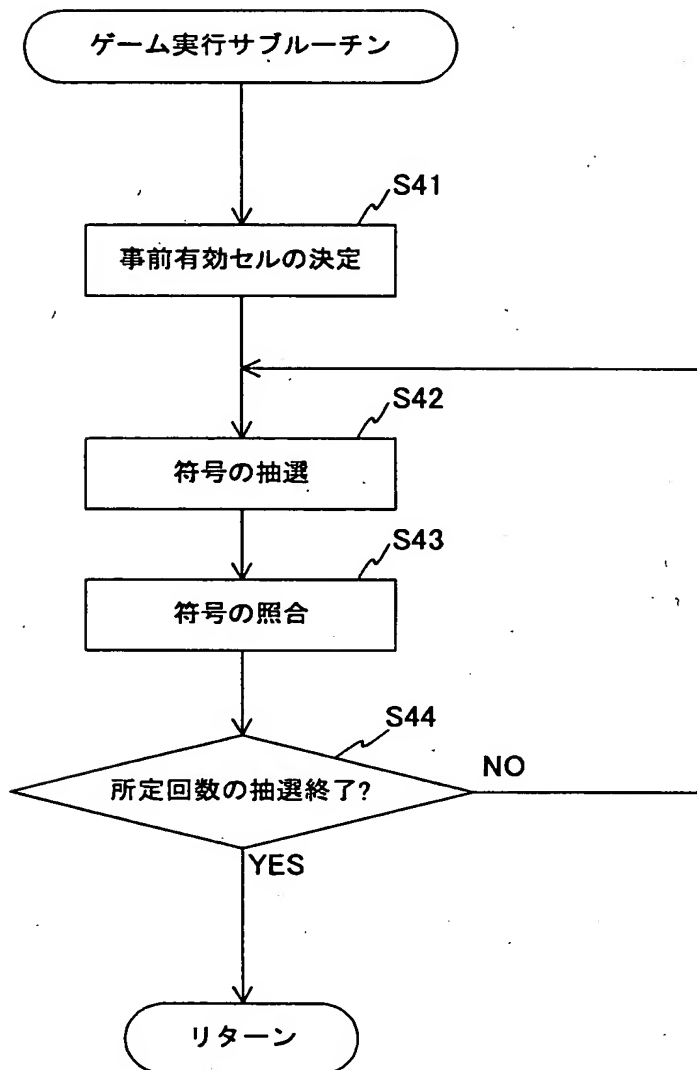 ゲーム実行サブルーチン
S41
事前有効セルの決定
S42
符号の抽選
S43
符号の照合
S44
所定回数の抽選終了?
NO
YES
リターン